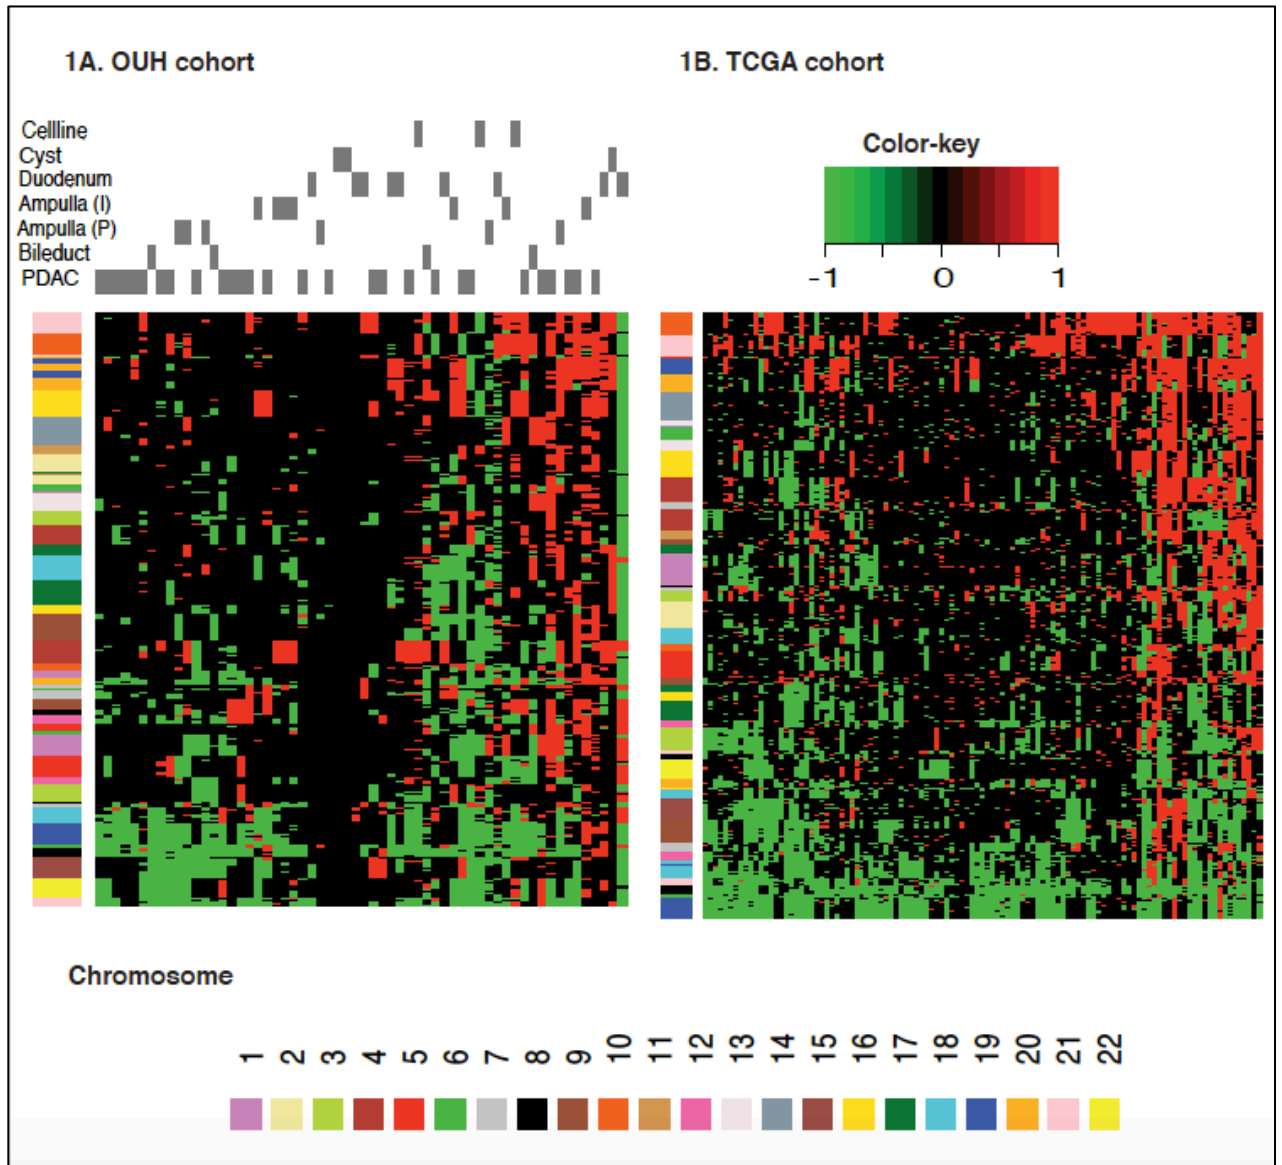 1A. OUH cohort
1B. TCGA cohort
Cellline
Cyst
Duodenum
Ampulla (I)
Ampulla (P)
Bileduct
PDAC
Color-key
-1 0 1
Chromosome
1 2 3 4 5 6 7 8 9 10 11 12 13 14 15 16 17 18 19 20 21 22